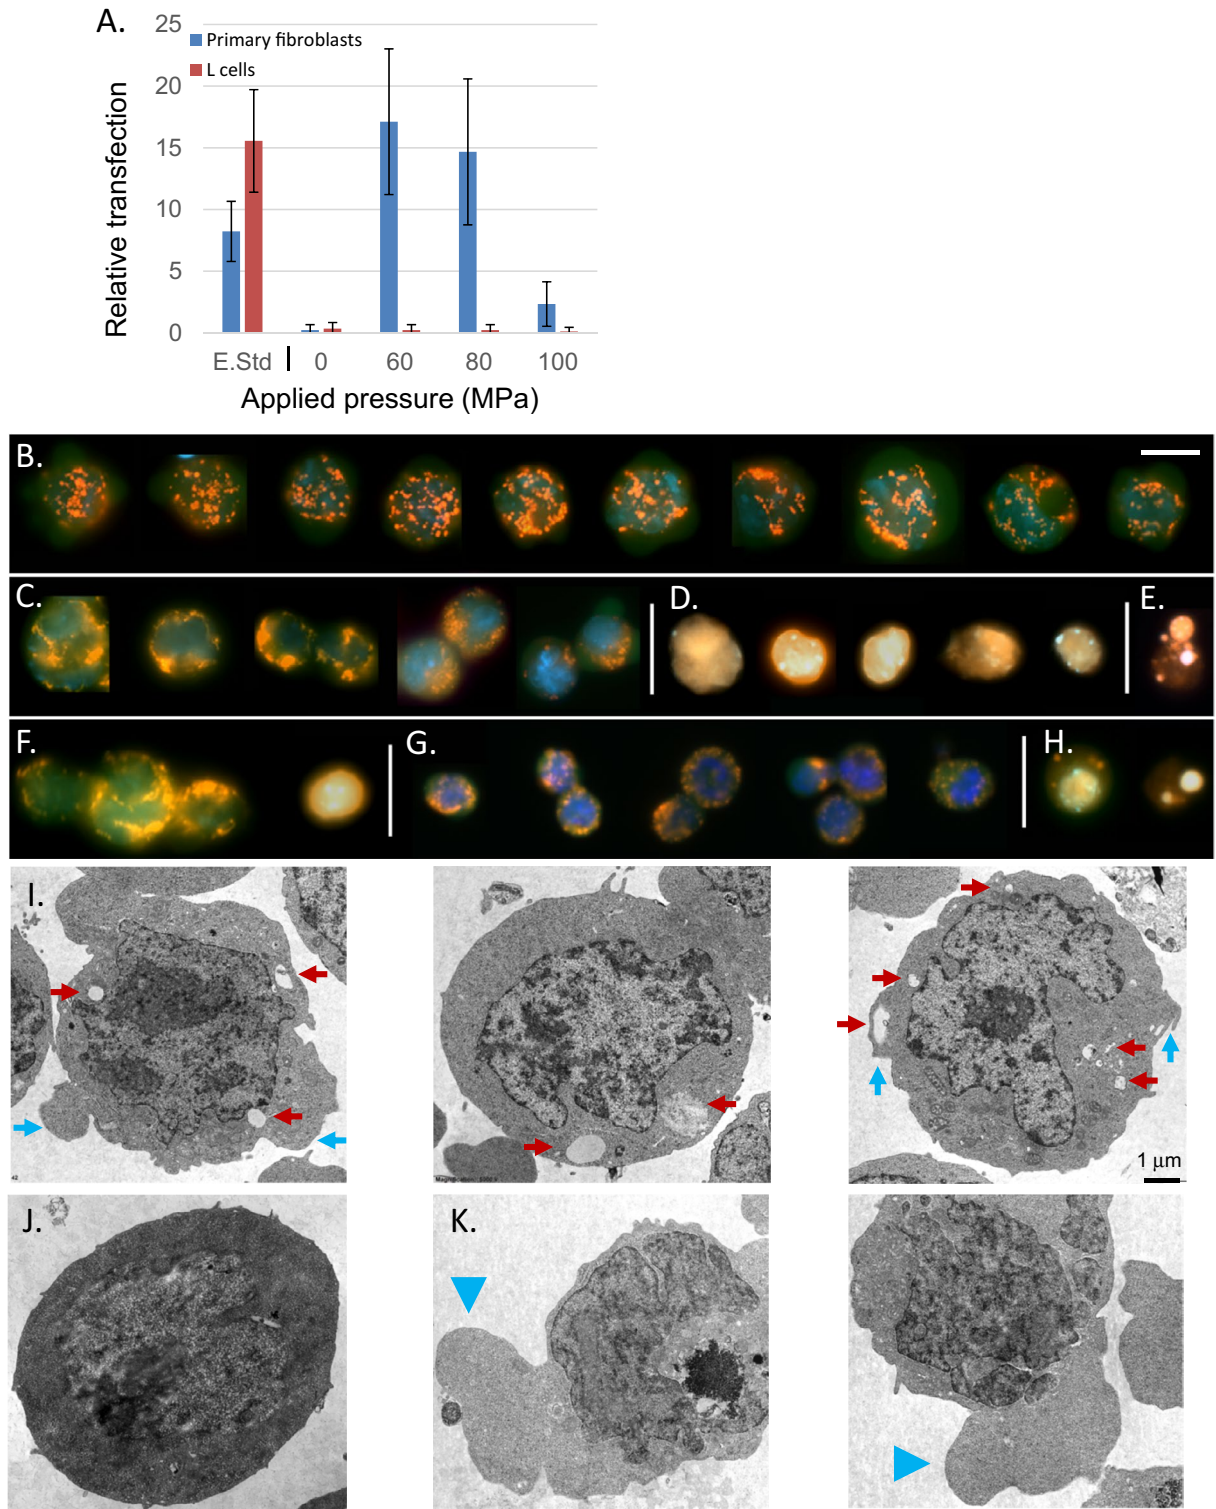 A.
25
20
15
10
5
0
Relative transfection
Primary fibroblasts
L cells
E.Std 0 60 80 100
Applied pressure (MPa)
B.
C. D. E.
F. G. H.
I.
42
1 μm
J. K.